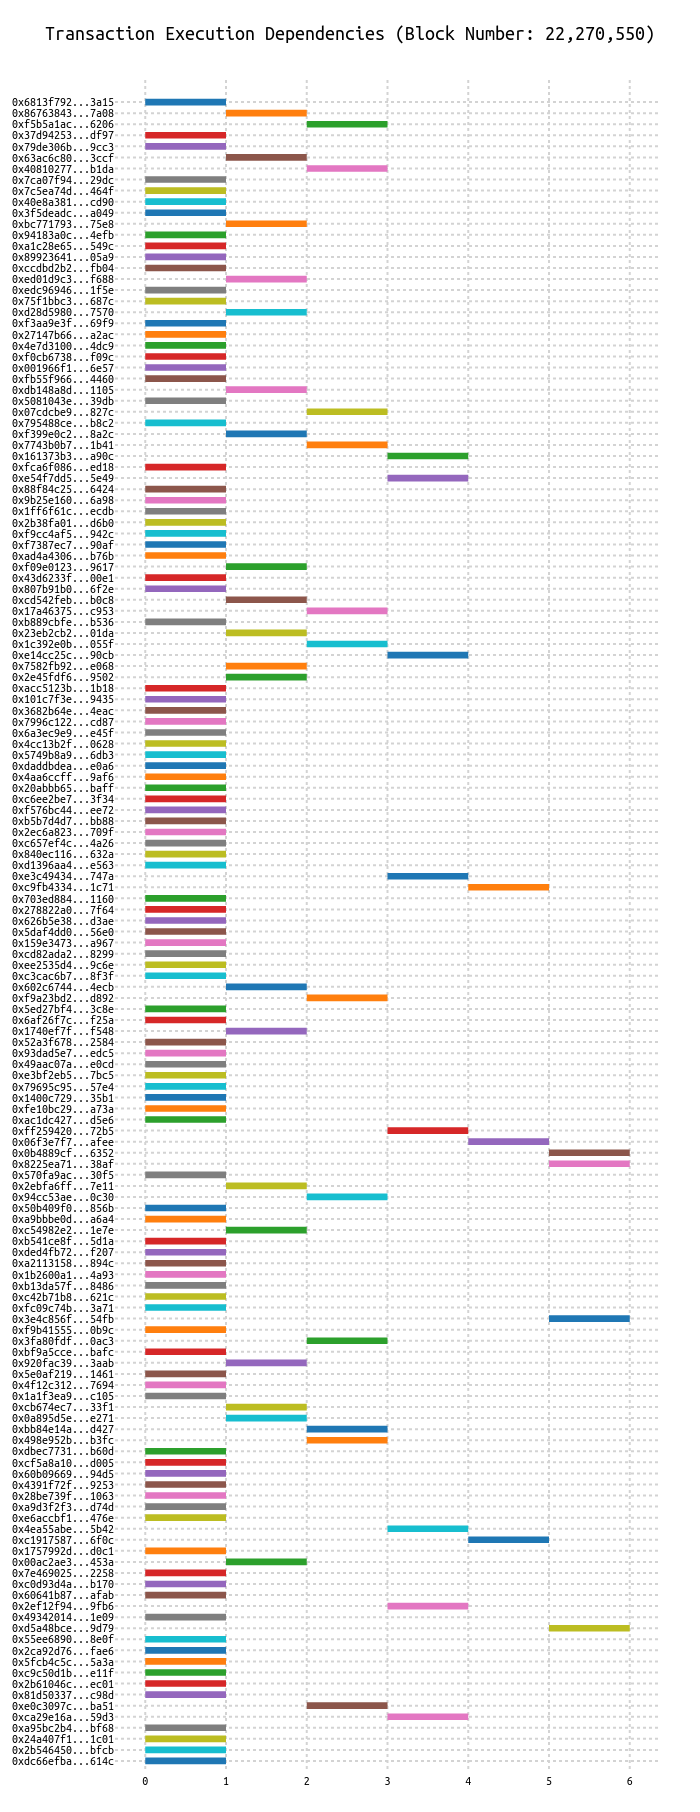 Transaction Execution Dependencies (Block Number: 22,270,550)
0x6813f792...3a15
0x86763843...7a08
0xf5b5a1ac...6206
0x37d94253...df97
0x79de306b...9cc3
0x63ac6c80...3ccf
0x40810277...b1da
0x7ca07f94...29dc
0x7c5ea74d...464f
0x40e8a381...cd90
0x3f5deadc...a049
0xbc771793...75e8
0x94183a0c...4efb
0xa1c28e65...549c
0x89923641...05a9
0xccdbd2b2...fb04
0xed01d9c3...f688
0xedc96946...1f5e
0x75f1bbc3...687c
0xd28d5980...7570
0xf3aa9e3f...69f9
0x27147b66...a2ac
0x4e7d3100...4dc9
0xf0cb6738...f09c
0x001966f1...6e57
0xfb55f966...4460
0xdb148a8d...1105
0x5081043e...39db
0x07cdcbe9...827c
0x795488ce...b8c2
0xf399e0c2...8a2c
0x7743b0b7...1b41
0x161373b3...a90c
0xfca6f086...ed18
0xe54f7dd5...5e49
0x88f84c25...6424
0x9b25e160...6a98
0x1ff6f61c...ecdb
0x2b38fa01...d6b0
0xf9cc4af5...942c
0xf7387ec7...90af
0xad4a4306...b76b
0xf09e0123...9617
0x43d6233f...00e1
0x807b91b0...6f2e
0xcd542feb...b0c8
0x17a46375...c953
0xb889cbfe...b536
0x23eb2cb2...01da
0x1c392e0b...055f
0xe14cc25c...90cb
0x7582fb92...e068
0x2e45fdf6...9502
0xacc5123b...1b18
0x101c7f3e...9435
0x3682b64e...4eac
0x7996c122...cd87
0x6a3ec9e9...e45f
0x4cc13b2f...0628
0x5749b8a9...6db3
0xdaddbdea...e0a6
0x4aa6ccff...9af6
0x20abbb65...baff
0xc6ee2be7...3f34
0xf576bc44...ee72
0xb5b7d4d7...bb88
0x2ec6a823...709f
0xc657ef4c...4a26
0x840ec116...632a
0xd1396aa4...e563
0xe3c49434...747a
0xc9fb4334...1c71
0x703ed884...1160
0x278822a0...7f64
0x626b5e38...d3ae
0x5daf4dd0...56e0
0x159e3473...a967
0xcd82ada2...8299
0xee2535d4...9c6e
0xc3cac6b7...8f3f
0x602c6744...4ecb
0xf9a23bd2...d892
0x5ed27bf4...3c8e
0x6af26f7c...f25a
0x1740ef7f...f548
0x52a3f678...2584
0x93dad5e7...edc5
0x49aac07a...e0cd
0xe3bf2eb5...7bc5
0x79695c95...57e4
0x1400c729...35b1
0xfe10bc29...a73a
0xac1dc427...d5e6
0xff259420...72b5
0x06f3e7f7...afee
0x0b4889cf...6352
0x8225ea71...38af
0x570fa9ac...30f5
0x2ebfa6ff...7e11
0x94cc53ae...0c30
0x50b409f0...856b
0xa9bbbe0d...a6a4
0xc54982e2...1e7e
0xb541ce8f...5d1a
0xded4fb72...f207
0xa2113158...894c
0x1b2600a1...4a93
0xb13da57f...8486
0xc42b71b8...621c
0xfc09c74b...3a71
0x3e4c856f...54fb
0xf9b41555...0b9c
0x3fa80fdf...0ac3
0xbf9a5cce...bafc
0x920fac39...3aab
0x5e0af219...1461
0x4f12c312...7694
0x1a1f3ea9...c105
0xcb674ec7...33f1
0x0a895d5e...e271
0xbb84e14a...d427
0x498e952b...b3fc
0xdbec7731...b60d
0xcf5a8a10...d005
0x60b09669...94d5
0x4391f72f...9253
0x28be739f...1063
0xa9d3f2f3...d74d
0xe6accbf1...476e
0x4ea55abe...5b42
0xc1917587...6f0c
0x1757992d...d0c1
0x00ac2ae3...453a
0x7e469025...2258
0xc0d93d4a...b170
0x60641b87...afab
0x2ef12f94...9fb6
0x49342014...1e09
0xd5a48bce...9d79
0x55ee6890...8e0f
0x2ca92d76...fae6
0x5fcb4c5c...5a3a
0xc9c50d1b...e11f
0x2b61046c...ec01
0x81d50337...c98d
0xe0c3097c...ba51
0xca29e16a...59d3
0xa95bc2b4...bf68
0x24a407f1...1c01
0x2b546450...bfcb
0xdc66efba...614c
0 1 2 3 4 5 6